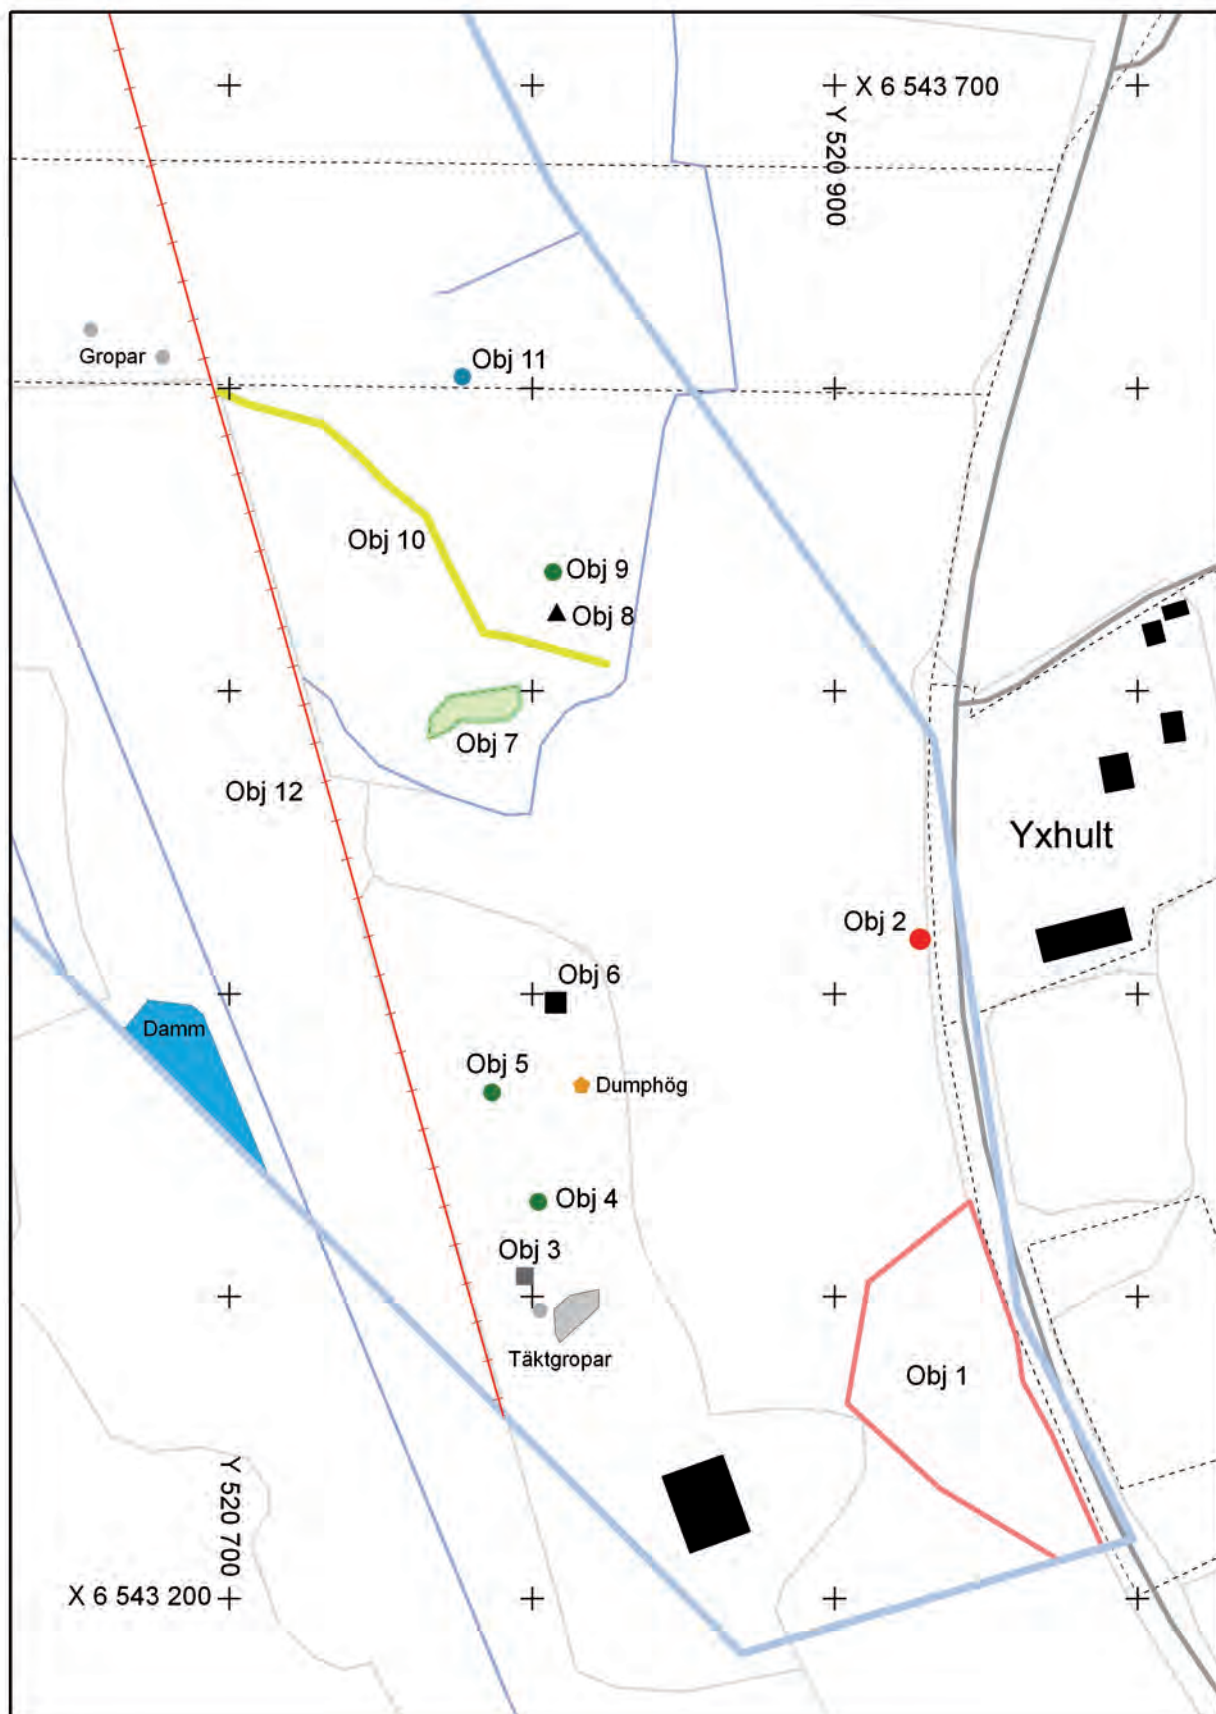 X 6 543 700
Y 520 900
Gropar
Obj 11
Obj 10
Obj 9
Obj 8
Obj 7
Obj 12
Yxhult
Obj 2
Obj 6
Damm
Obj 5
Dumphög
Obj 4
Obj 3
Täktgropar
Obj 1
Y 520 700
X 6 543 200